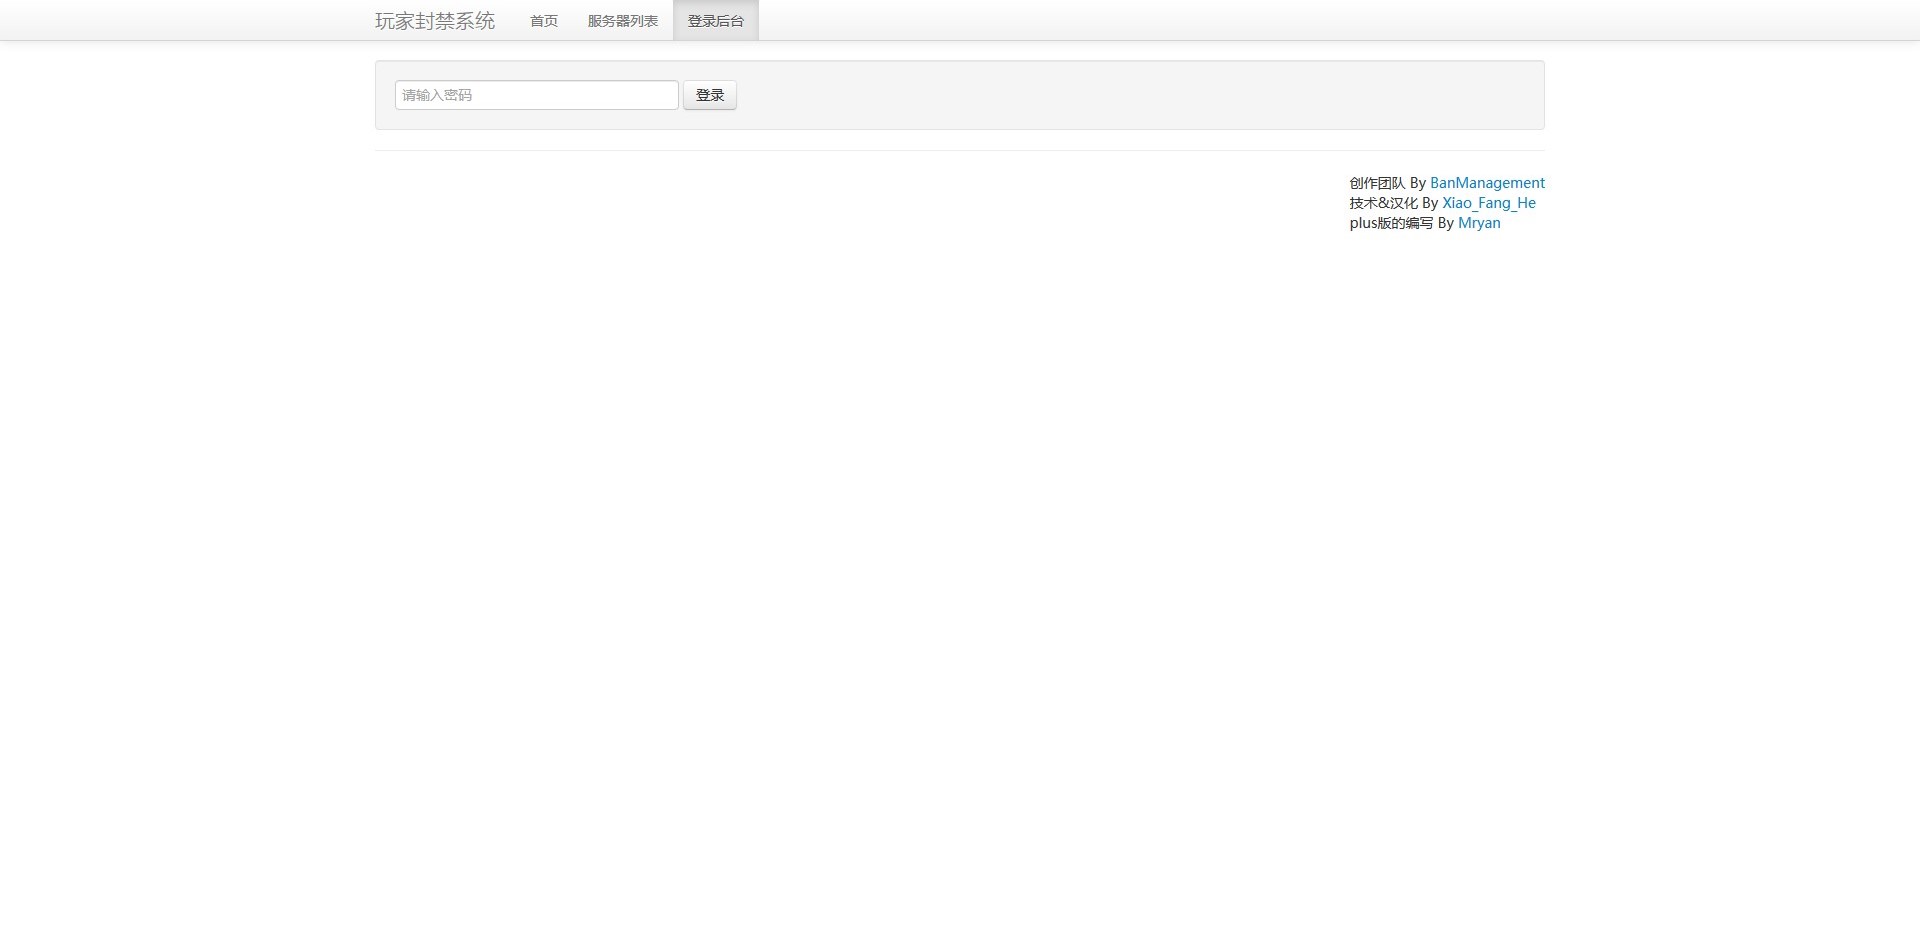 玩家封禁系统 首页 服务器列表 登录后台
请输入密码 登录
创作团队 By BanManagement
技术&汉化 By Xiao_Fang_He
plus版的编写 By Mryan